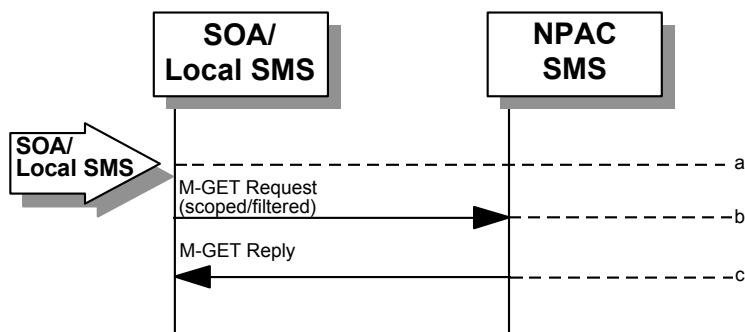 SOA/
Local SMS
NPAC
SMS
SOA/
Local SMS
a
M-GET Request
(scoped/filtered)
b
M-GET Reply
c